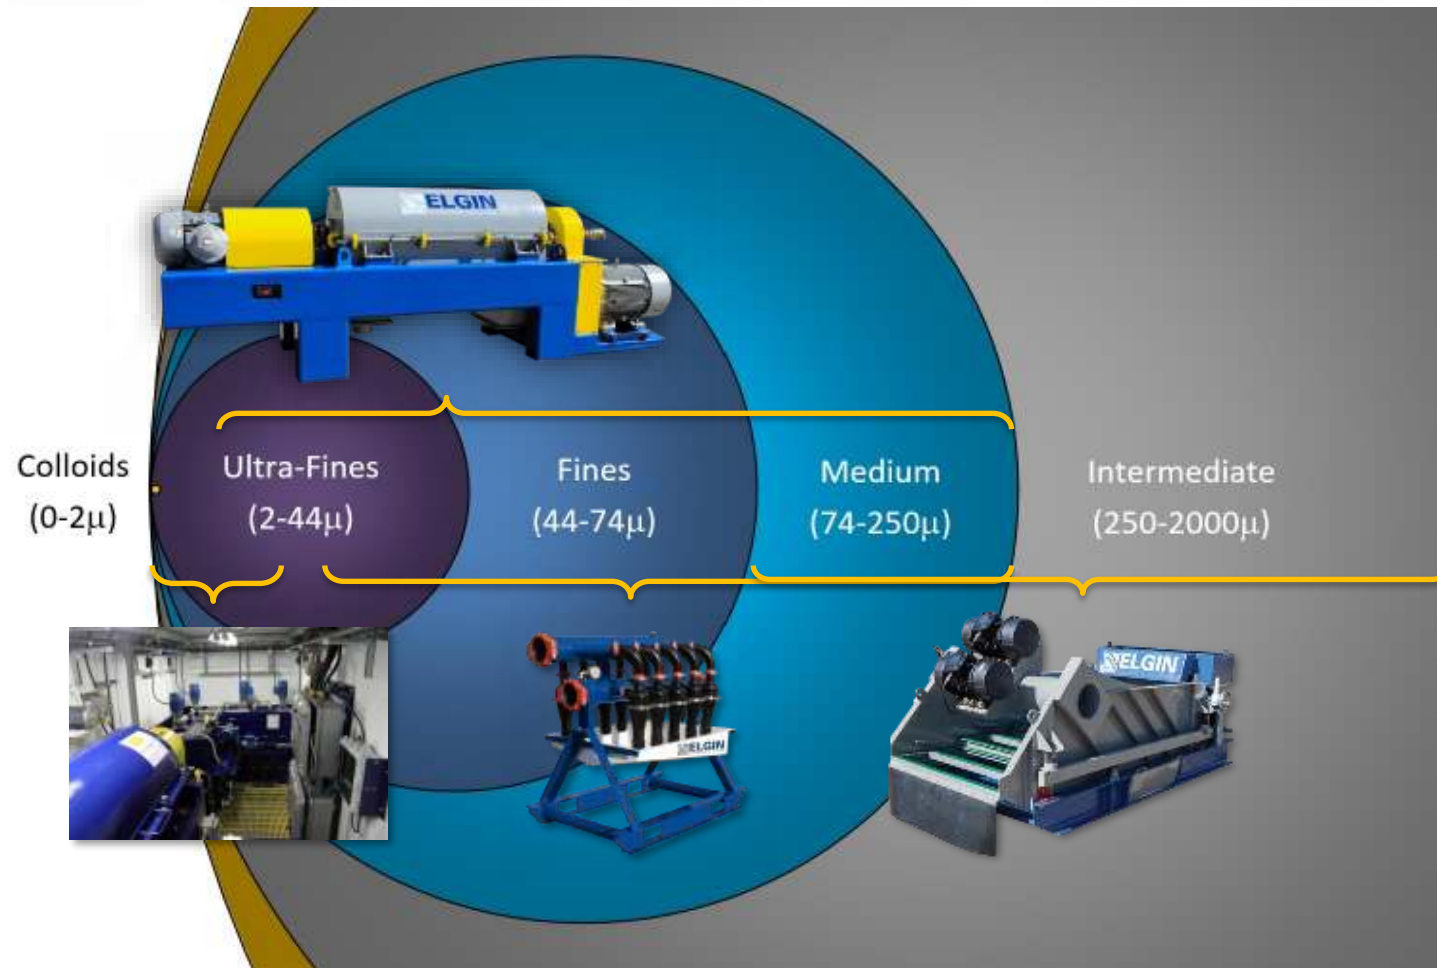 ELGIN
Colloids
(0-2μ)
Ultra-Fines
(2-44μ)
Fines
(44-74μ)
Medium
(74-250μ)
Intermediate
(250-2000μ)
ELGIN
ELGIN